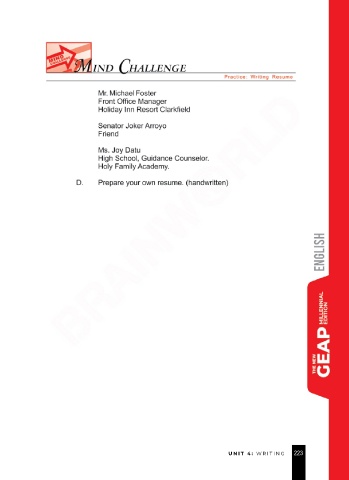 MIND CHALLENGE
Practice: Writing Resume
Mr. Michael Foster
Front Office Manager
Holiday Inn Resort Clarkfield
Senator Joker Arroyo
Friend
Ms. Joy Datu
High School, Guidance Counselor.
Holy Family Academy.
D. Prepare your own resume. (handwritten)
BRAINWORLD
ENGLISH
THE NEW
GEAP
MILLENNIAL
EDITION
UNIT 4: WRITING 223